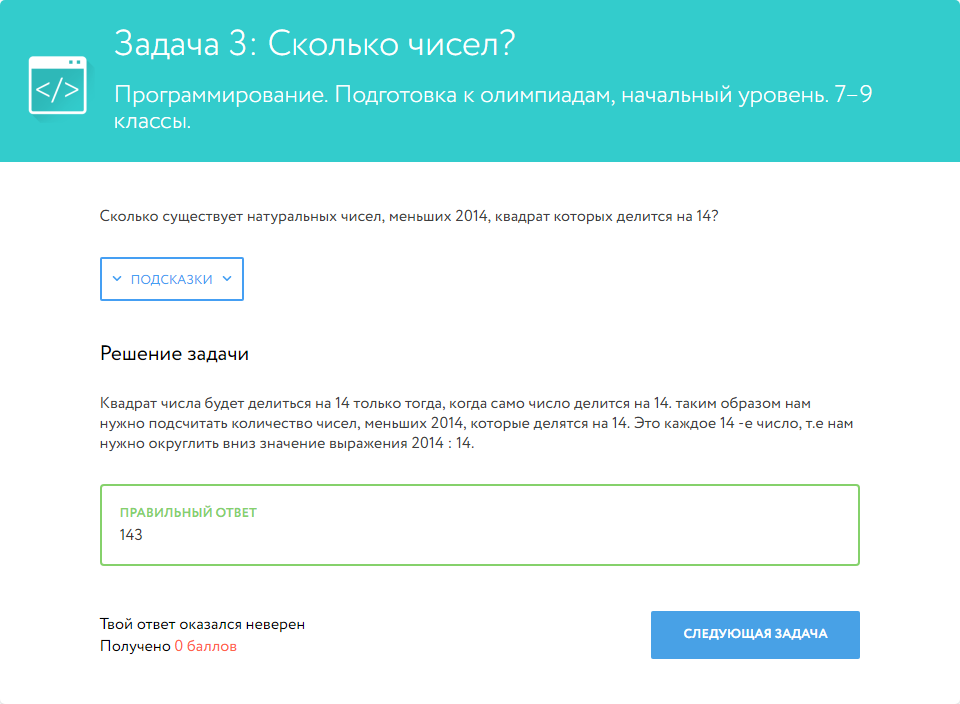 Задача 3: Сколько чисел?
</>
Программирование. Подготовка к олимпиадам, начальный уровень. 7–9
классы.
Сколько существует натуральных чисел, меньших 2014, квадрат которых делится на 14?
ПОДСКАЗКИ
Решение задачи
Квадрат числа будет делиться на 14 только тогда, когда само число делится на 14. таким образом нам
нужно подсчитать количество чисел, меньших 2014, которые делятся на 14. Это каждое 14 -е число, т.е нам
нужно округлить вниз значение выражения 2014 : 14.
ПРАВИЛЬНЫЙ ОТВЕТ
143
Твой ответ оказался неверен
Получено 0 баллов
СЛЕДУЮЩАЯ ЗАДАЧА